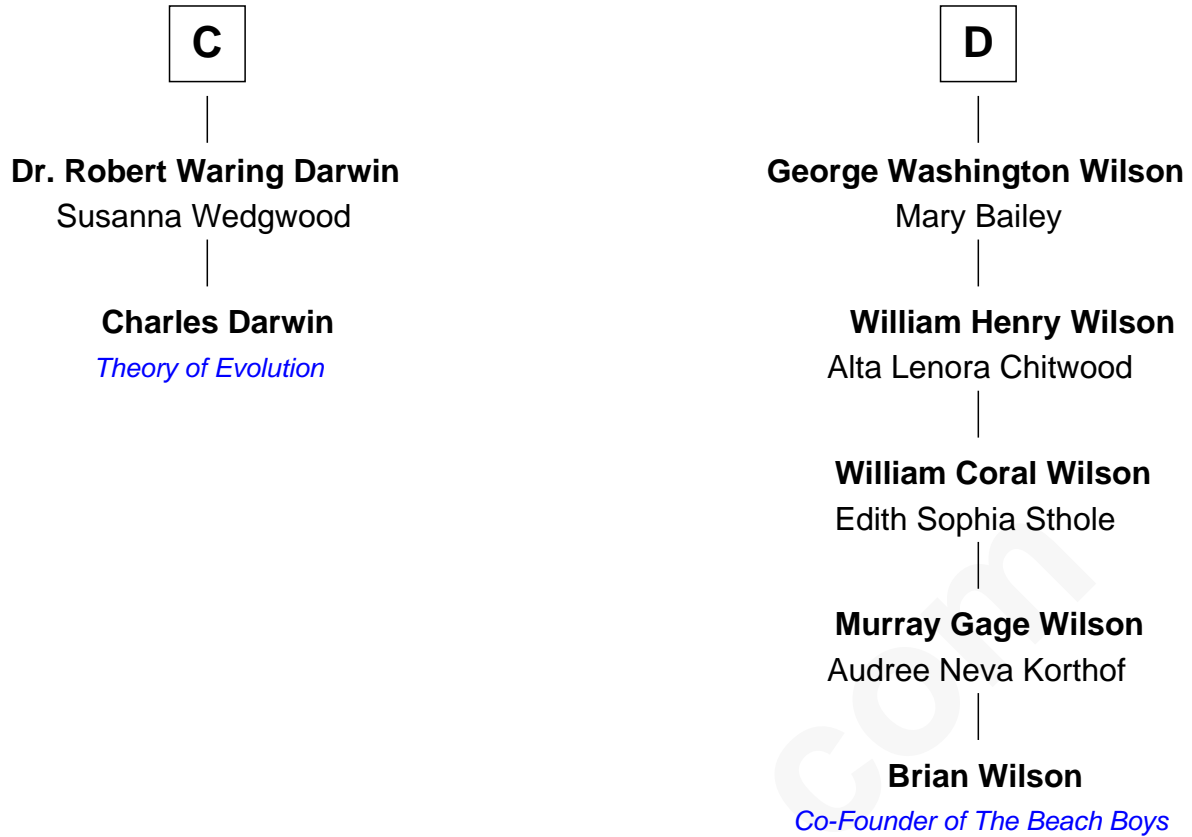 C
Dr. Robert Waring Darwin
Susanna Wedgwood
Charles Darwin
Theory of Evolution
D
George Washington Wilson
Mary Bailey
William Henry Wilson
Alta Lenora Chitwood
William Coral Wilson
Edith Sophia Sthole
Murray Gage Wilson
Audree Neva Korthof
Brian Wilson
Co-Founder of The Beach Boys
com